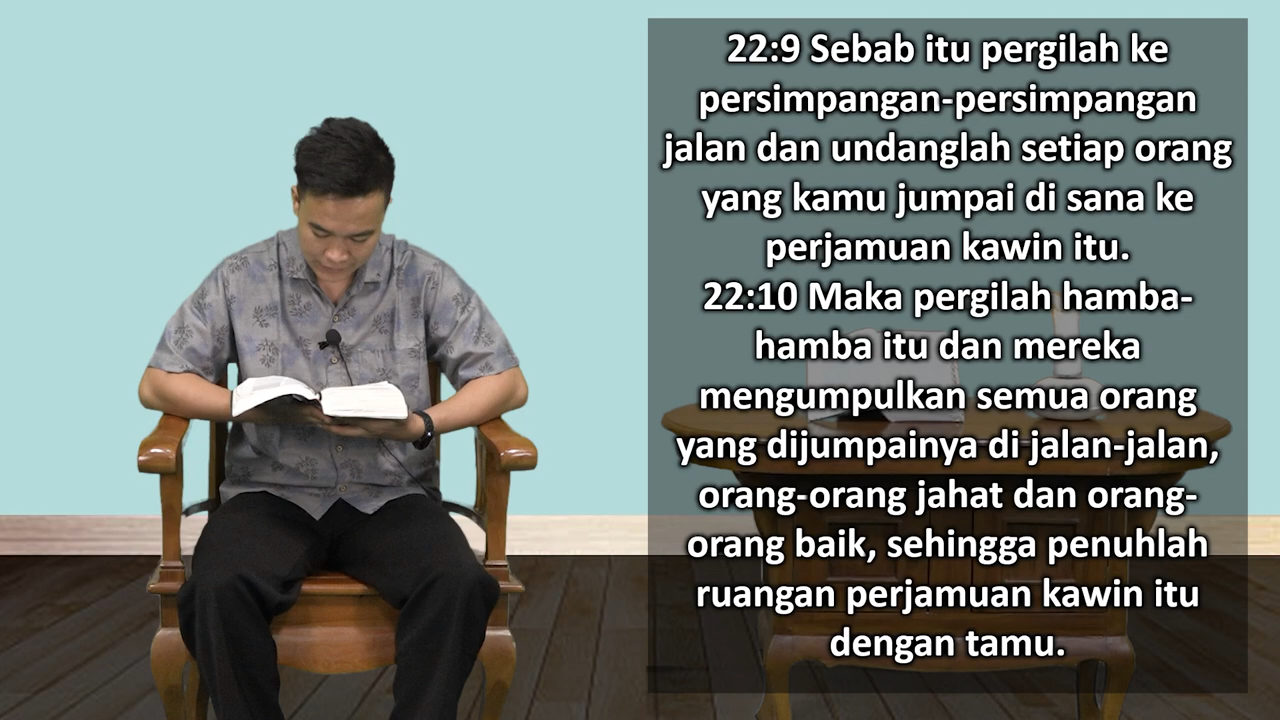 22:9 Sebab itu pergilah ke
persimpangan-persimpangan
jalan dan undanglah setiap orang
yang kamu jumpai di sana ke
perjamuan kawin itu.
22:10 Maka pergilah hamba-
hamba itu dan mereka
mengumpulkan semua orang
yang dijumpainya di jalan-jalan,
orang-orang jahat dan orang-
orang baik, sehingga penuhlah
ruangan perjamuan kawin itu
dengan tamu.